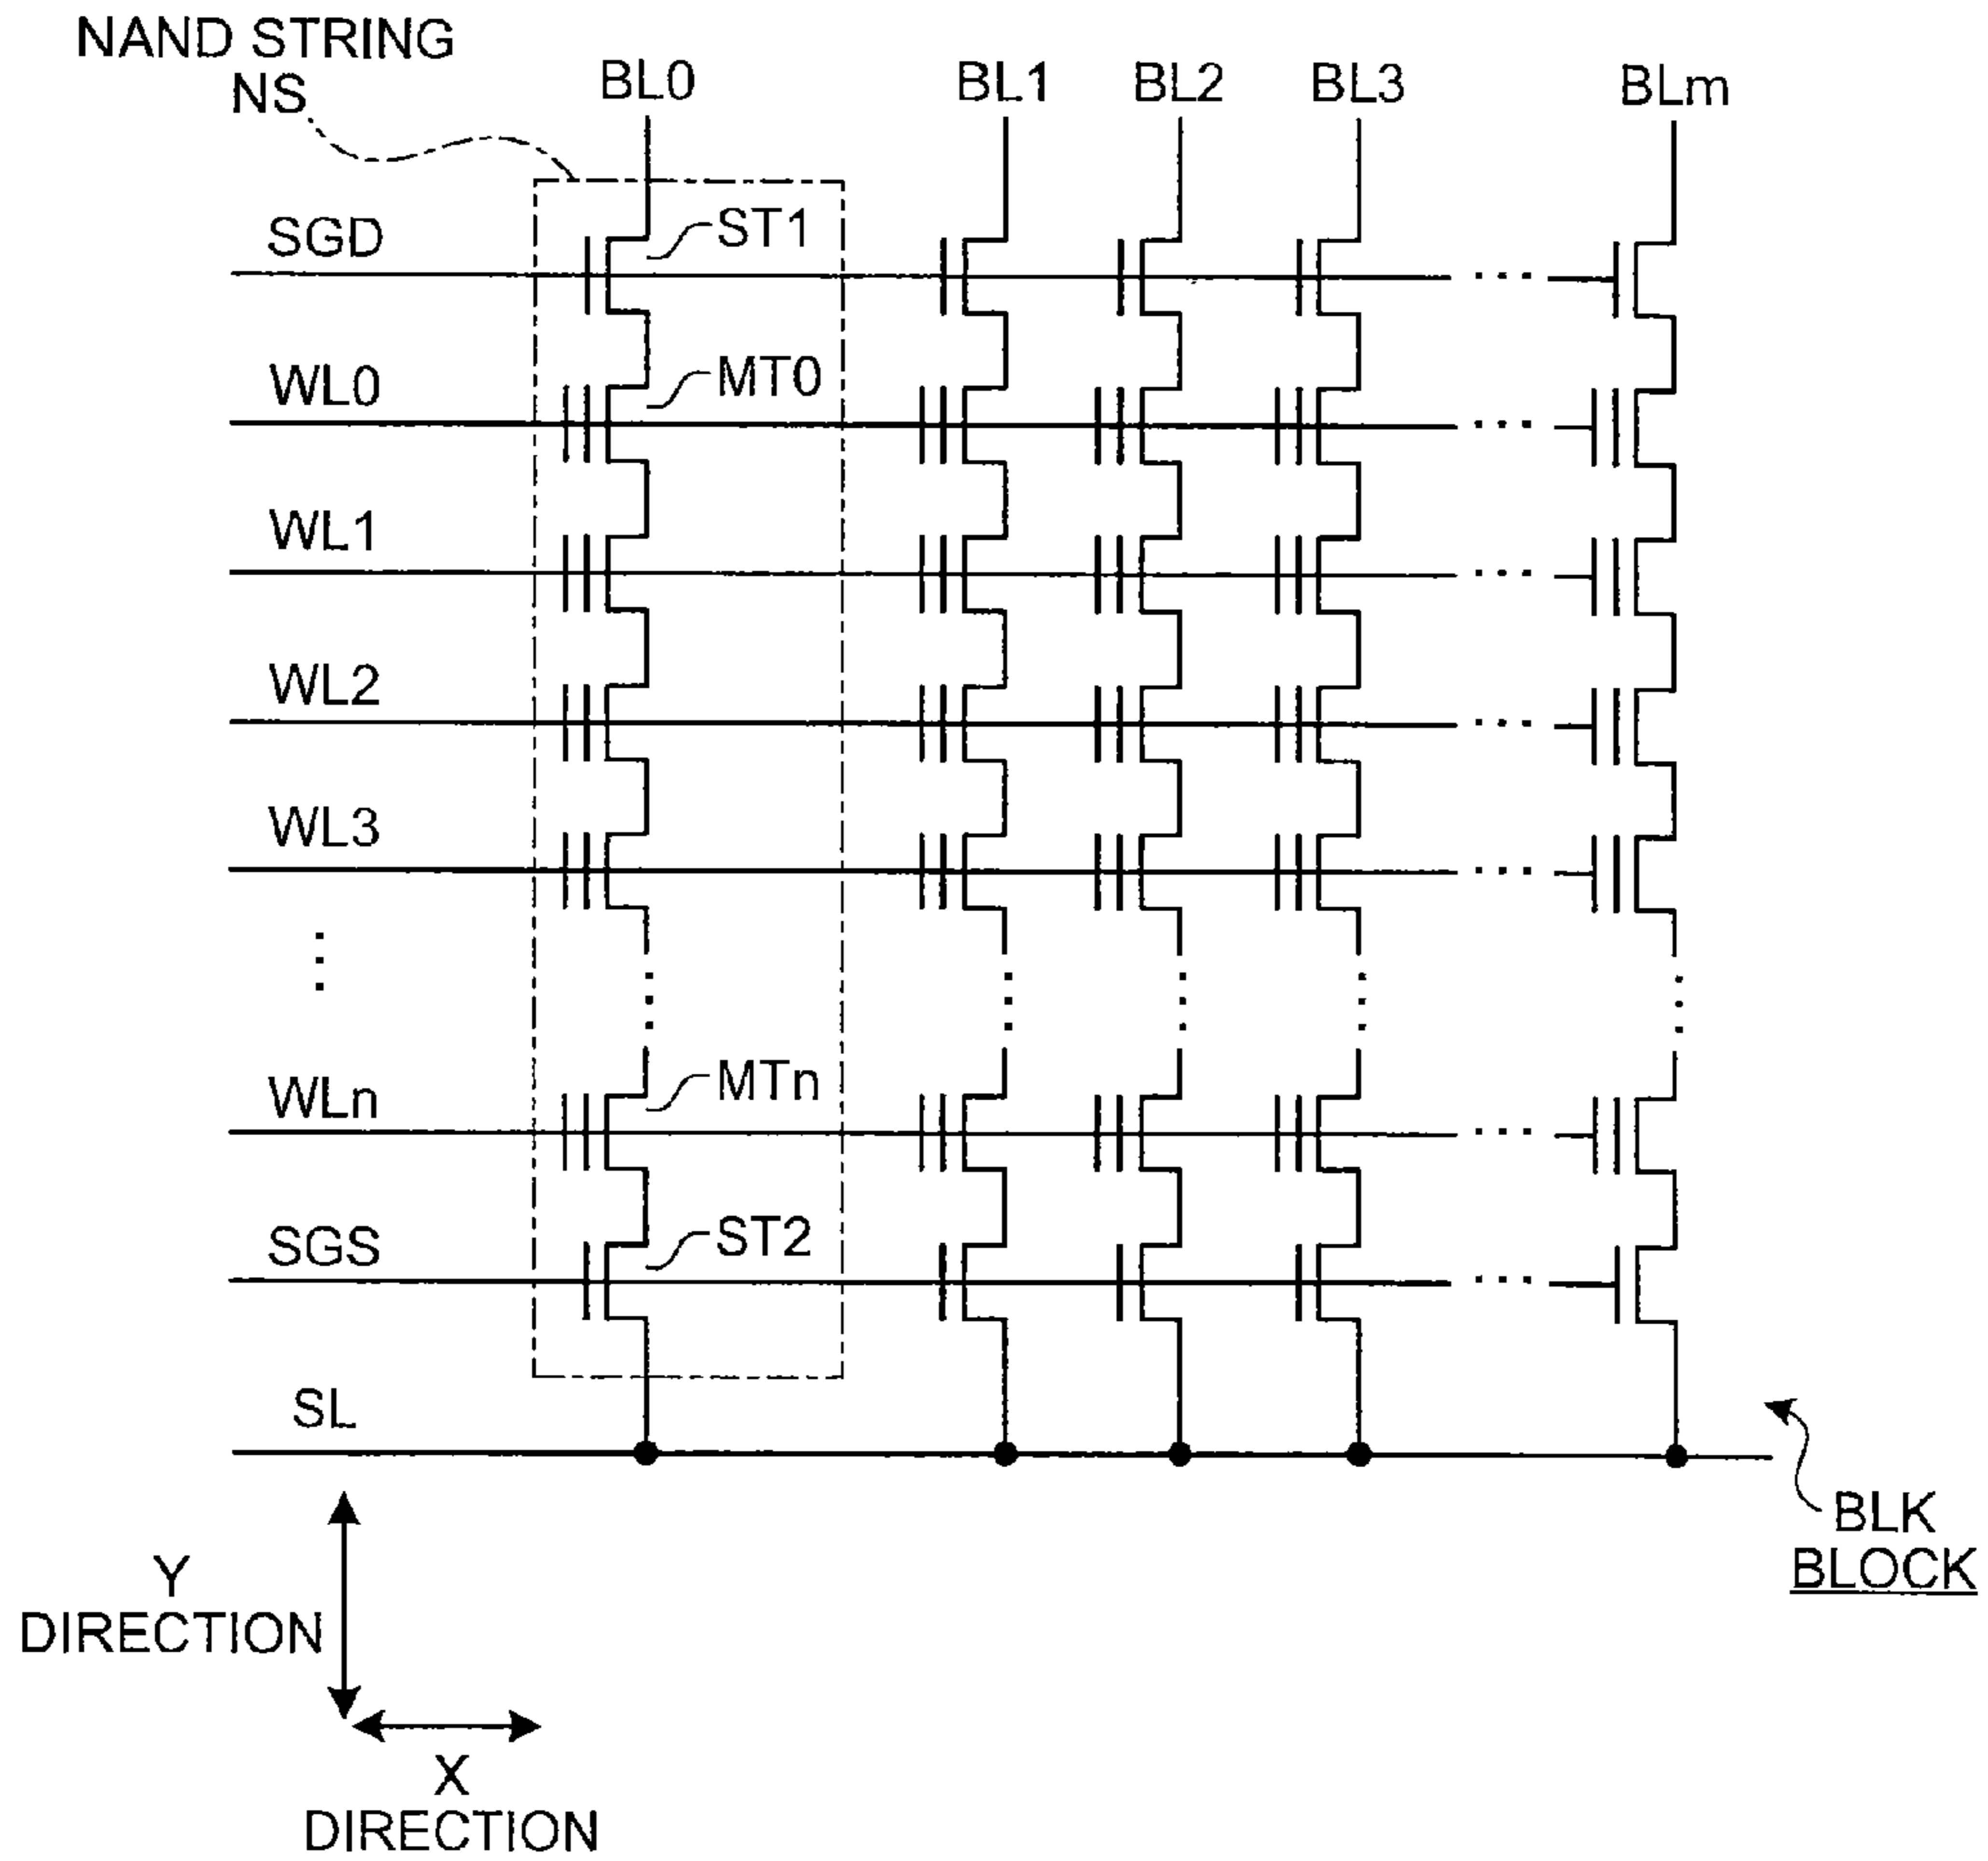 NAND STRING
NS
BL0
BL1
BL2
BL3
BLm
SGD
ST1
WL0
MT0
WL1
WL2
WL3
WLn
MTn
SGS
ST2
SL
BLK
BLOCK
Y
DIRECTION
X
DIRECTION